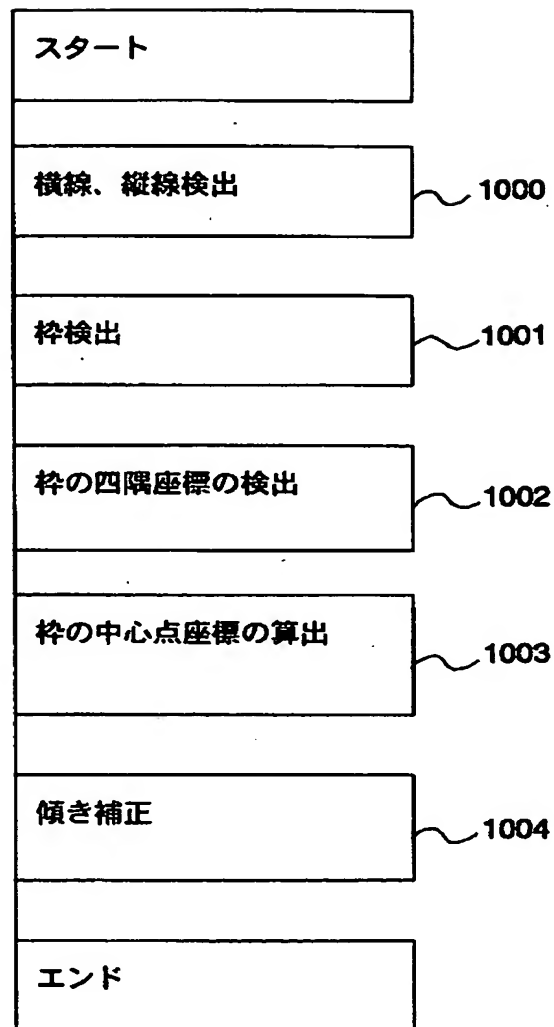 スタート
横線、縦線検出
1000
枠検出
1001
枠の四隅座標の検出
1002
枠の中心点座標の算出
1003
傾き補正
1004
エンド